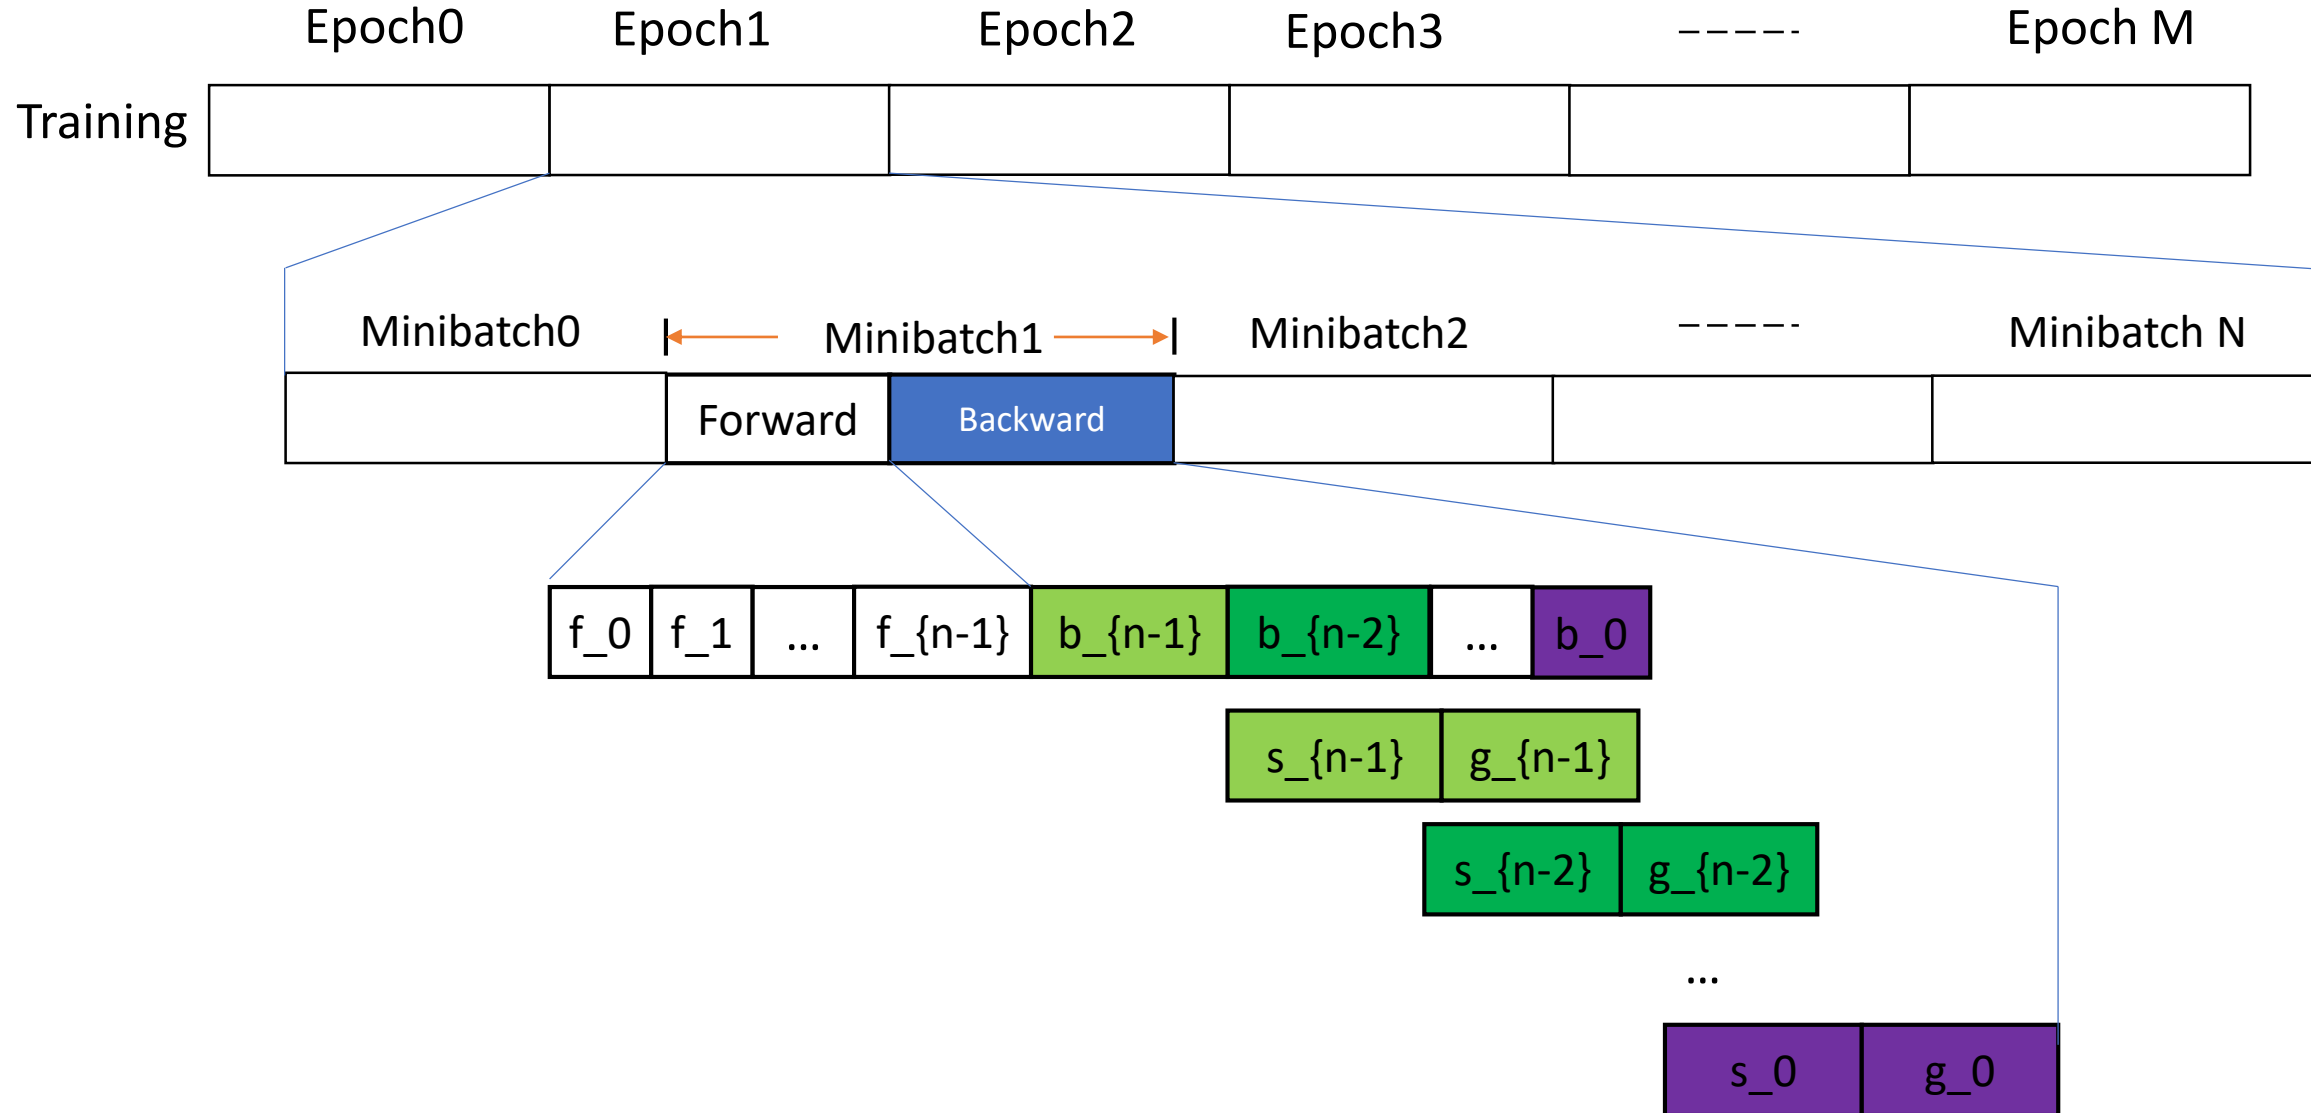 Epoch0 Epoch1 Epoch2 Epoch3 ----- Epoch M
Training
Minibatch0 Minibatch1 Minibatch2 ----- Minibatch N
Forward Backward
f_0 f_1 ... f_{n-1} b_{n-1} b_{n-2} ... b_0
s_{n-1} g_{n-1}
s_{n-2} g_{n-2}
...
s_0 g_0